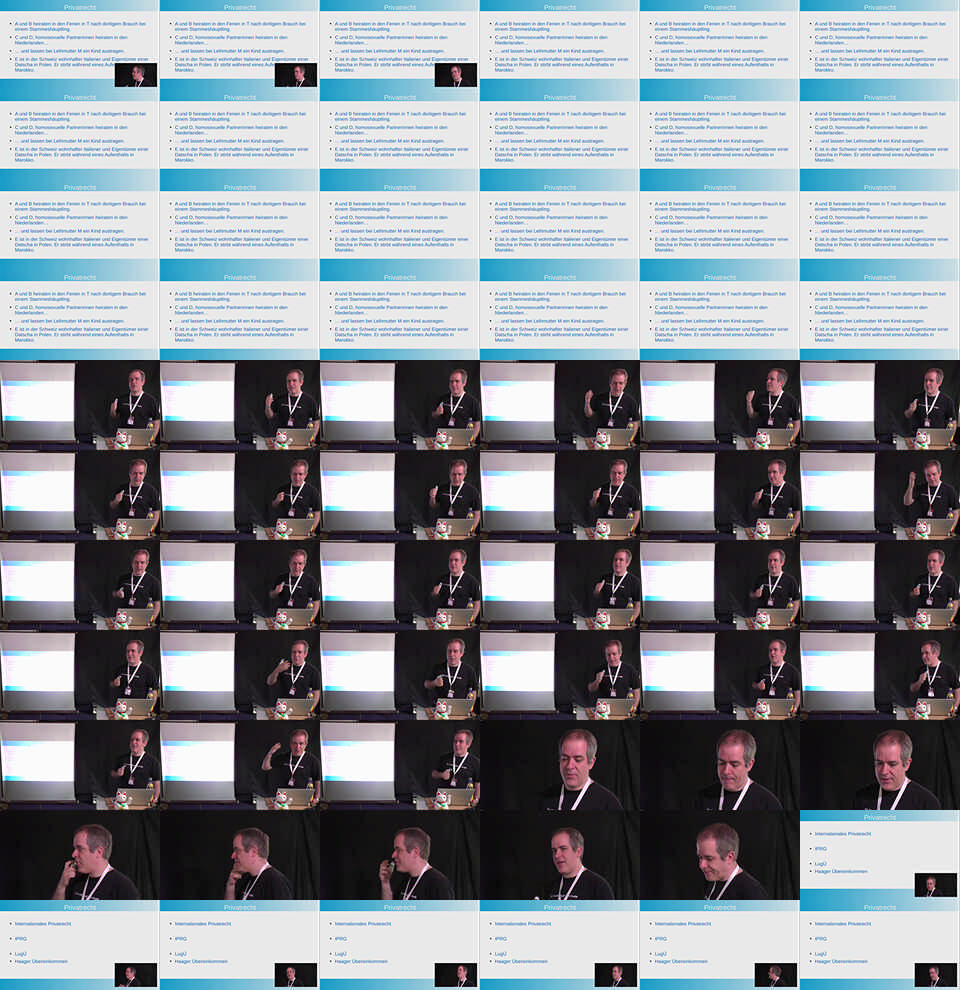 Privatrecht
• A und B heiraten in den Ferien in T nach dortigem Brauch bei
einem Stammeshäuptling.
• C und D, homosexuelle Partnerinnen heiraten in den
Niederlanden...
• ... und lassen bei Leihmutter M ein Kind austragen.
• E ist in der Schweiz wohnhafter Italiener und Eigentümer einer
Datscha in Polen. Er stirbt während eines Aufenthalts in
Marokko.
Privatrecht
• Internationales Privatrecht
• IPRG
• LugÜ
• Haager Übereinkommen